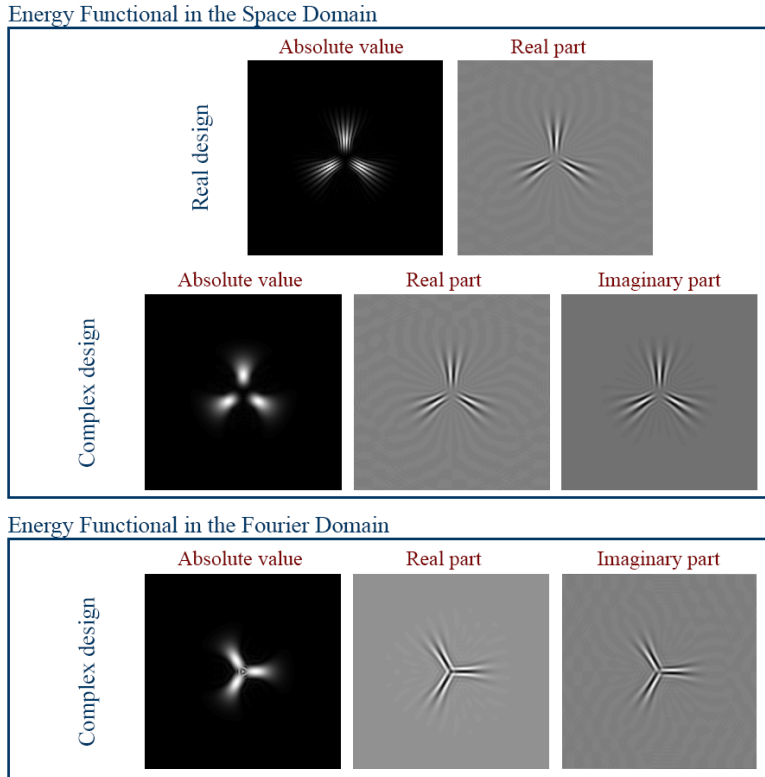 Energy Functional in the Space Domain
Absolute value
Real part
Real design
Absolute value
Real part
Imaginary part
Complex design
Energy Functional in the Fourier Domain
Absolute value
Real part
Imaginary part
Complex design